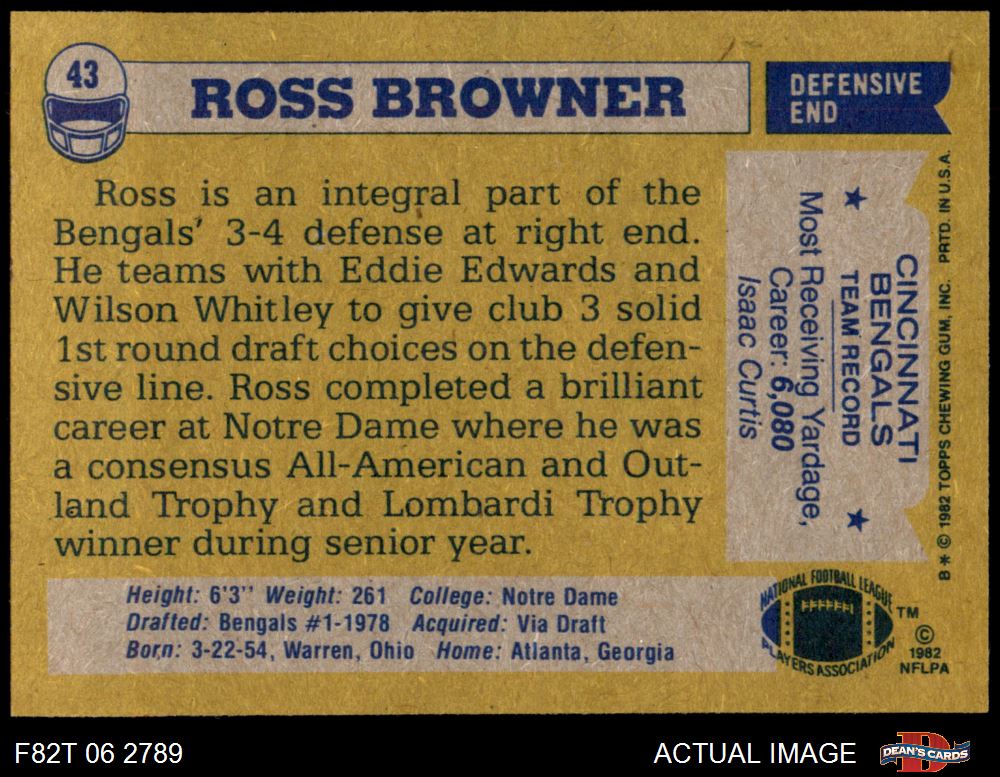 43
ROSS BROWNER
DEFENSIVE
END
Ross is an integral part of the
Bengals' 3-4 defense at right end.
He teams with Eddie Edwards and
Wilson Whitley to give club 3 solid
1st round draft choices on the defen-
sive line. Ross completed a brilliant
career at Notre Dame where he was
a consensus All-American and Out-
land Trophy and Lombardi Trophy
winner during senior year.
CINCINNATI
BENGALS
TEAM RECORD
Most Receiving Yardage,
Career: 6,080
Isaac Curtis
B * © 1982 TOPPS CHEWING GUM, INC. PRTD. IN U.S.A.
Height: 6'3'' Weight: 261 College: Notre Dame
Drafted: Bengals #1-1978 Acquired: Via Draft
Born: 3-22-54, Warren, Ohio Home: Atlanta, Georgia
NATIONAL FOOTBALL LEAGUE
PLAYERS ASSOCIATION
TM
©
1982
NFLPA
F82T 06 2789
ACTUAL IMAGE
D
DEAN'S CARDS